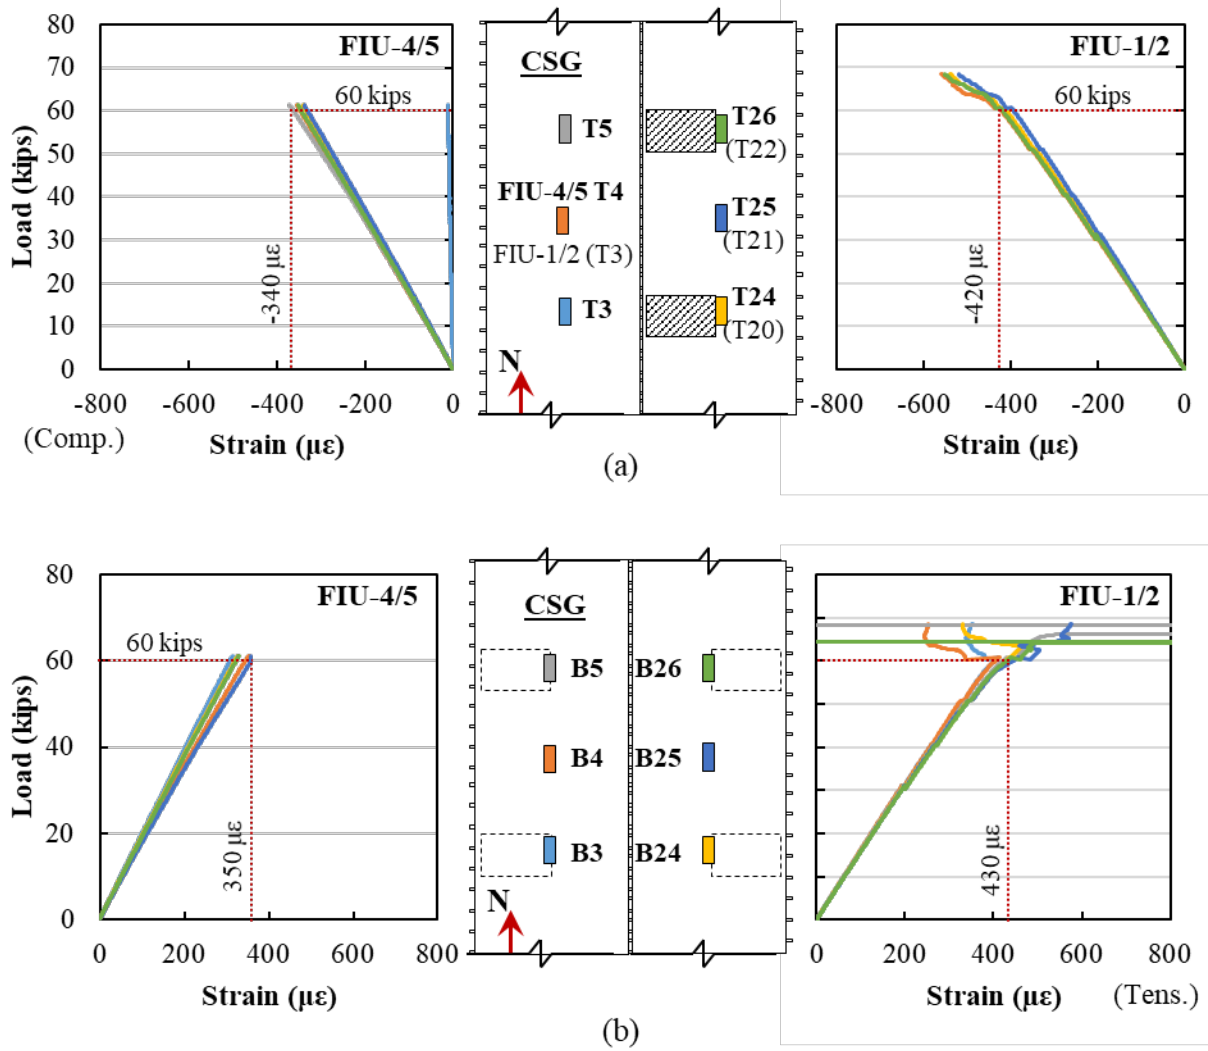 FIU-4/5
80
70
60
50
40
30
20
10
0
Load (kips)
60 kips
-340 με
-800
-600
-400
-200
0
(Comp.)
Strain (με)
CSG
T5
FIU-4/5 T4
FIU-1/2 (T3)
T3
N
T26
(T22)
T25
(T21)
T24
(T20)
(a)
FIU-1/2
60 kips
-420 με
-800
-600
-400
-200
0
Strain (με)
FIU-4/5
80
60
40
20
0
Load (kips)
60 kips
350 με
0
200
400
600
800
Strain (με)
CSG
B5
B26
B4
B25
B3
B24
N
(b)
FIU-1/2
430 με
0
200
400
600
800
Strain (με)
(Tens.)